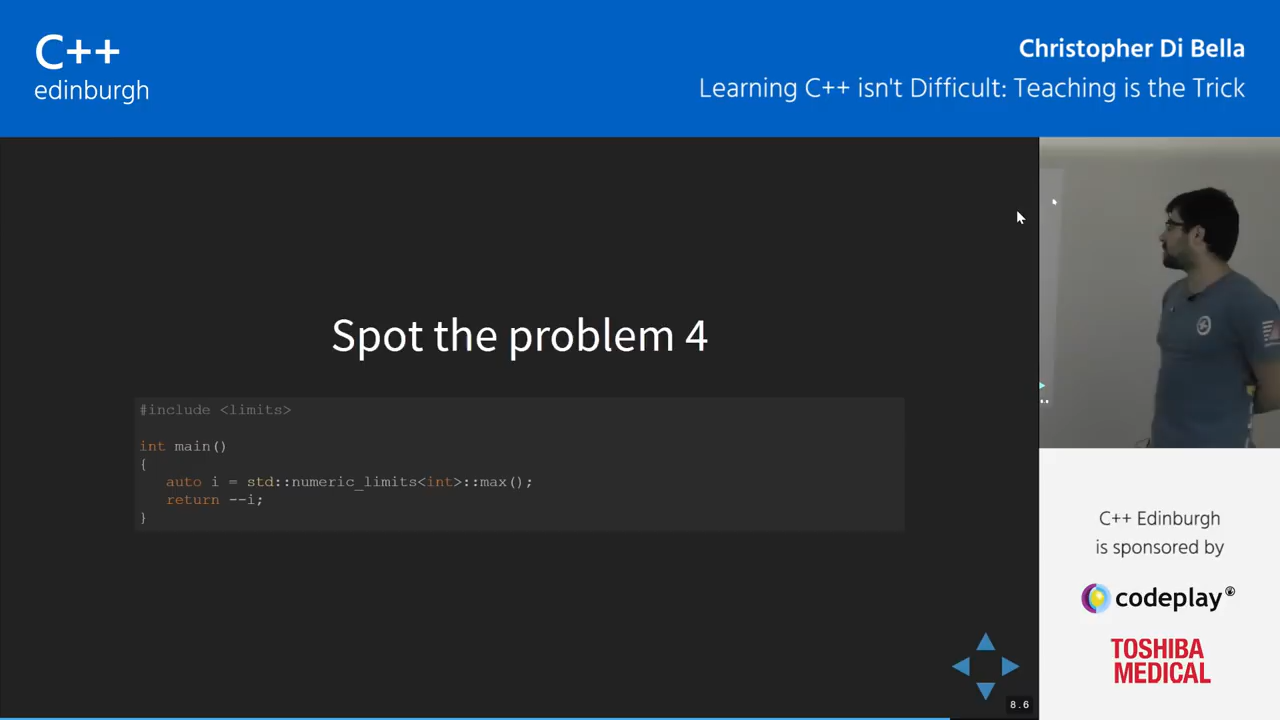 C++
edinburgh
Christopher Di Bella
Learning C++ isn't Difficult: Teaching is the Trick
Spot the problem 4
#include <limits>
int main()
{
auto i = std::numeric_limits<int>::max();
return --i;
}
C++ Edinburgh
is sponsored by
codeplay®
TOSHIBA
MEDICAL
8.6